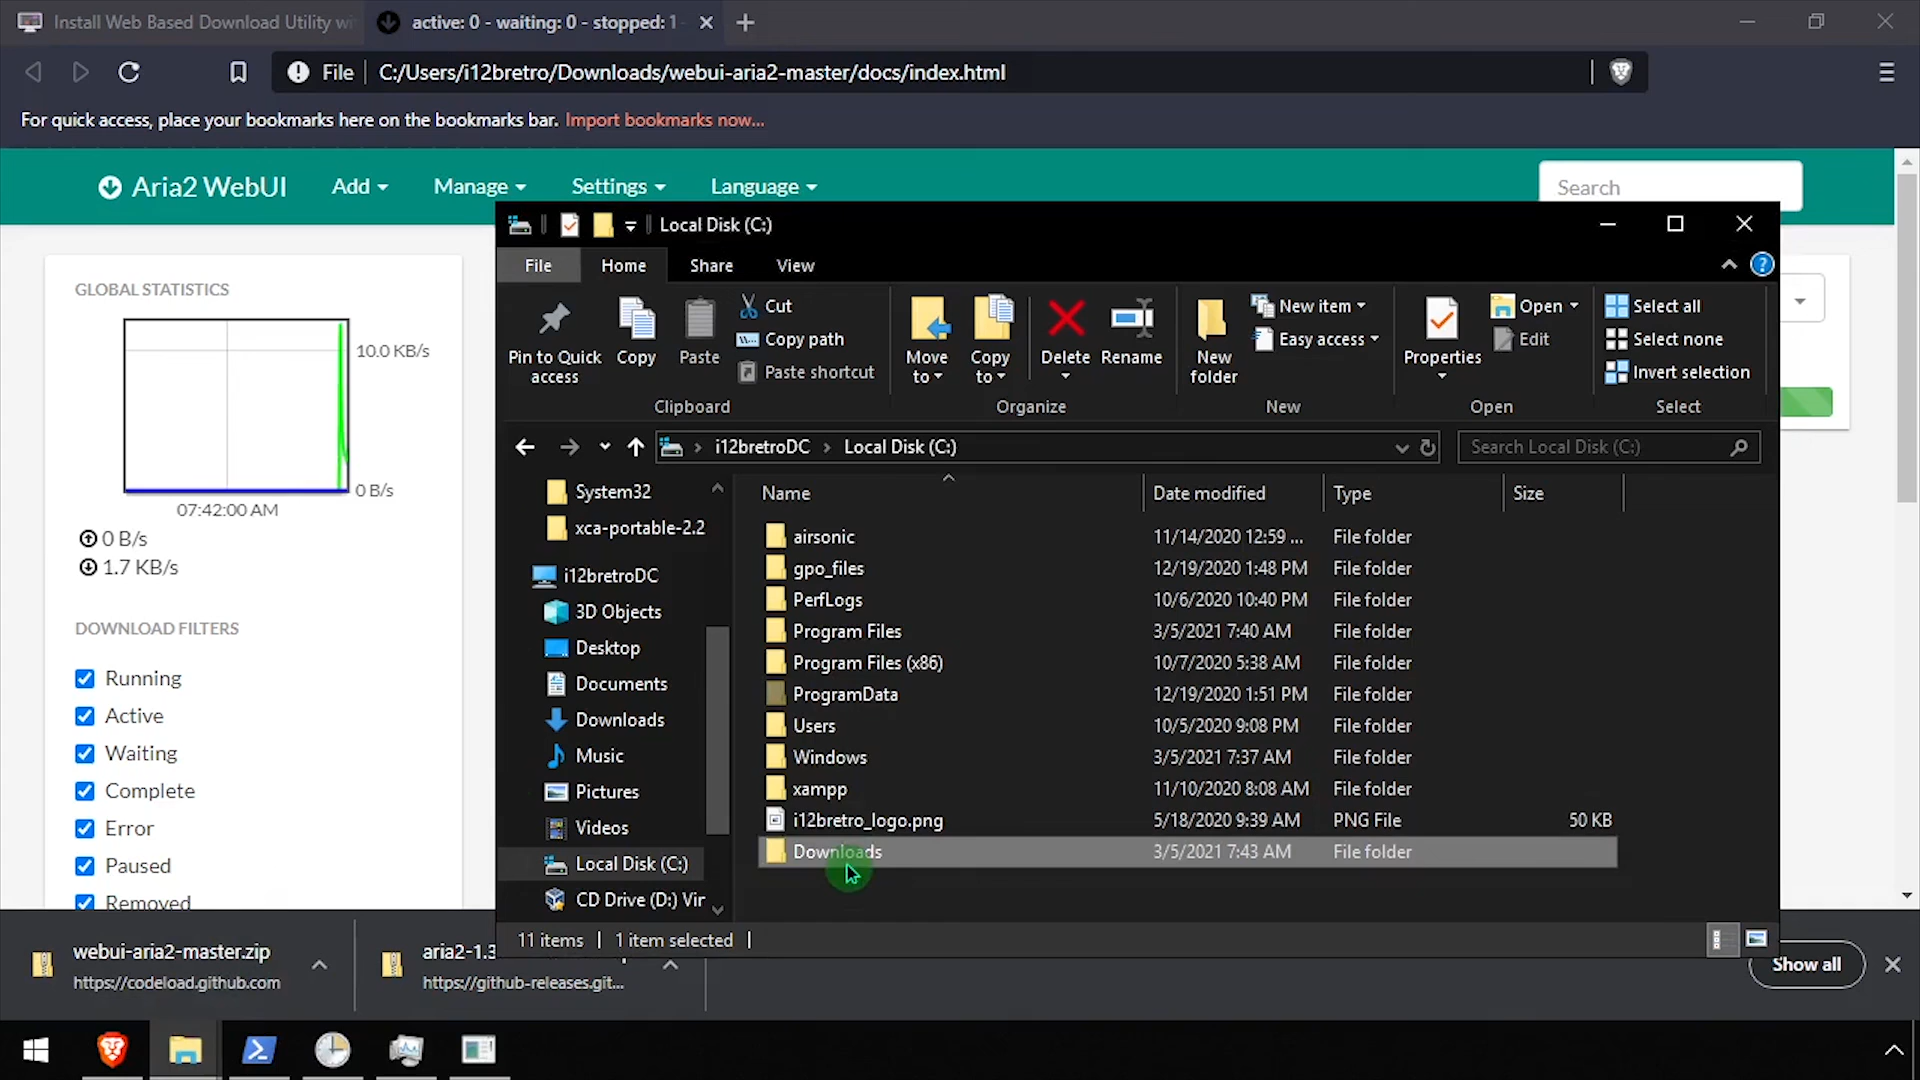 Install Web Based Download Utility wi
active: 0 - waiting: 0 - stopped: 1
File
C:/Users/i12bretro/Downloads/webui-aria2-master/docs/index.html
For quick access, place your bookmarks here on the bookmarks bar. Import bookmarks now...
Aria2 WebUI
Add
Manage
Settings
Language
Search
Local Disk (C:)
File
Home
Share
View
GLOBAL STATISTICS
10.0 KB/s
0 B/s
07:42:00 AM
0 B/s
1.7 KB/s
DOWNLOAD FILTERS
Running
Active
Waiting
Complete
Error
Paused
Removed
Pin to Quick
access
Copy
Paste
Cut
Copy path
Paste shortcut
Clipboard
Move
to
Copy
to
Delete
Rename
Organize
New
folder
New item
Easy access
New
Properties
Open
Edit
Open
Select all
Select none
Invert selection
Select
i12bretroDC
Local Disk (C:)
Search Local Disk (C:)
System32
xca-portable-2.2
i12bretroDC
3D Objects
Desktop
Documents
Downloads
Music
Pictures
Videos
Local Disk (C:)
CD Drive (D:) Vir
Name Date modified Type Size
airsonic 11/14/2020 12:59 ... File folder
gpo_files 12/19/2020 1:48 PM File folder
PerfLogs 10/6/2020 10:40 PM File folder
Program Files 3/5/2021 7:40 AM File folder
Program Files (x86) 10/7/2020 5:38 AM File folder
ProgramData 12/19/2020 1:51 PM File folder
Users 10/5/2020 9:08 PM File folder
Windows 3/5/2021 7:37 AM File folder
xampp 11/10/2020 8:08 AM File folder
i12bretro_logo.png 5/18/2020 9:39 AM PNG File 50 KB
Downloads 3/5/2021 7:43 AM File folder
11 items
1 item selected
webui-aria2-master.zip
https://codeload.github.com
aria2-1.3
https://github-releases.git...
Show all